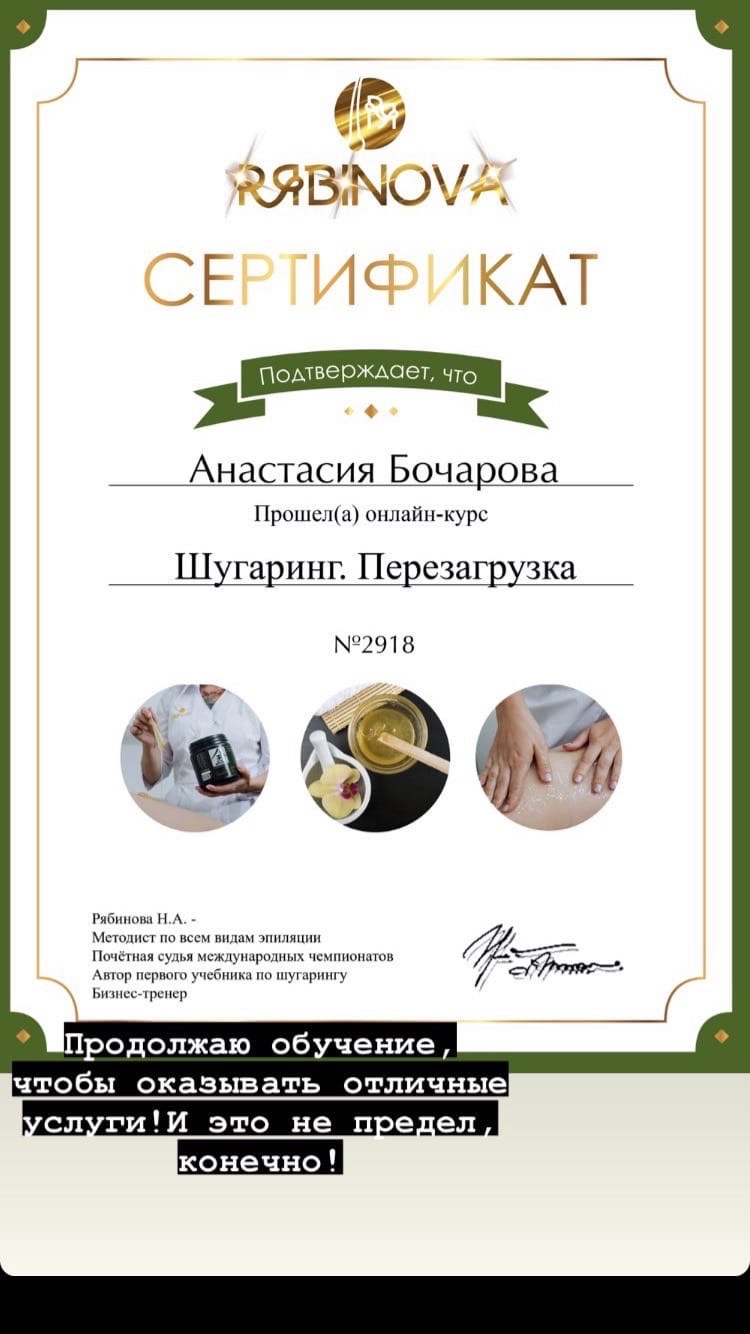 RЯBINOVA
СЕРТИФИКАТ
Подтверждает, что
Анастасия Бочарова
Прошел(а) онлайн-курс
Шугаринг. Перезагрузка
№2918
Рябинова Н.А. -
Методист по всем видам эпиляции
Почётная судья международных чемпионатов
Автор первого учебника по шугарингу
Бизнес-тренер
Продолжаю обучение,
чтобы оказывать отличные
услуги!И это не предел,
конечно!